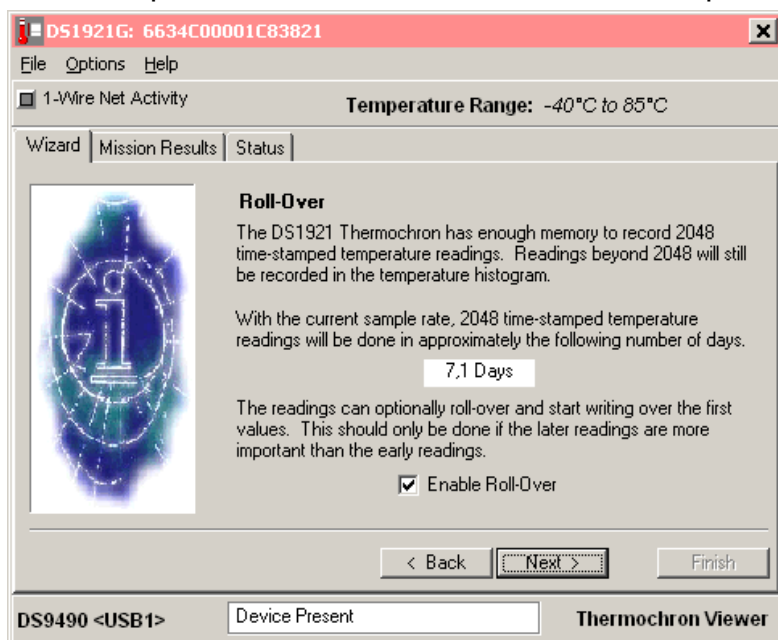 DS1921G: 6634C00001C83821
File Options Help
1-Wire Net Activity
Temperature Range: -40°C to 85°C
Wizard Mission Results Status
Roll-Over
The DS1921 Thermochron has enough memory to record 2048
time-stamped temperature readings. Readings beyond 2048 will still
be recorded in the temperature histogram.
With the current sample rate, 2048 time-stamped temperature
readings will be done in approximately the following number of days.
7,1 Days
The readings can optionally roll-over and start writing over the first
values. This should only be done if the later readings are more
important than the early readings.
Enable Roll-Over
< Back Next > Finish
DS9490 <USB1> Device Present Thermochron Viewer